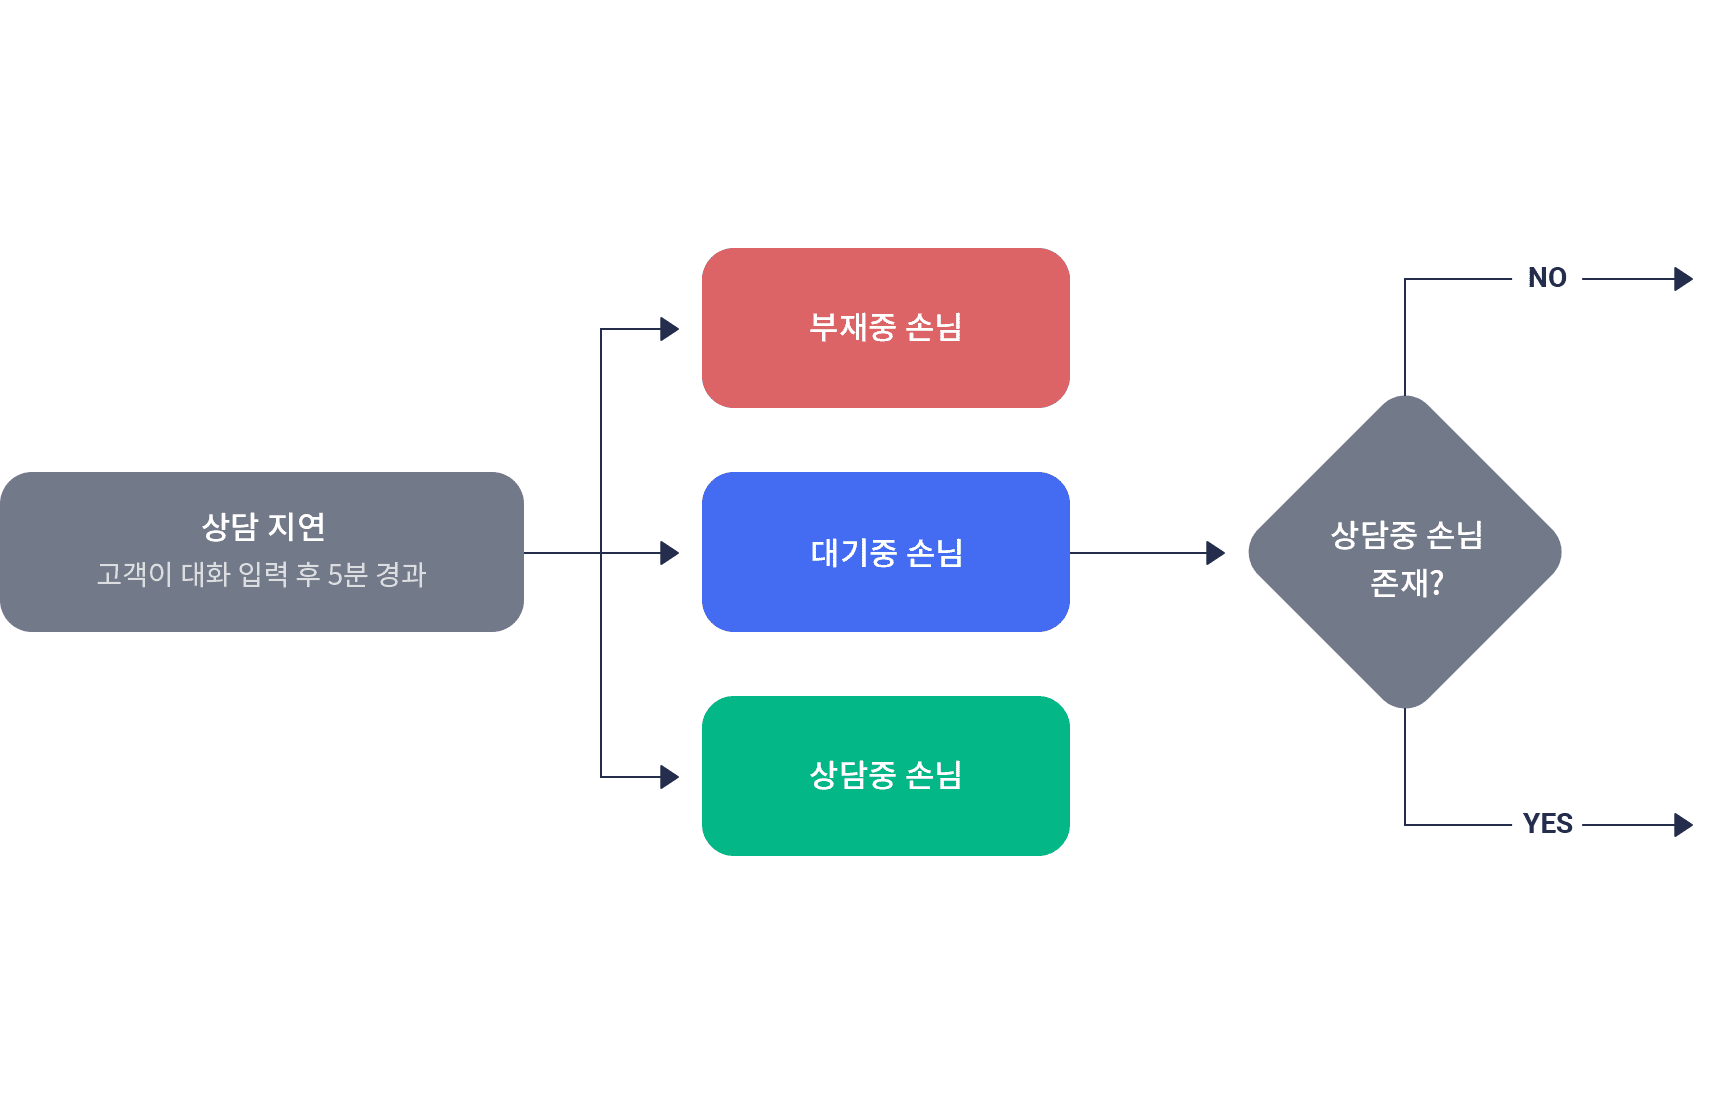 상담 지연
고객이 대화 입력 후 5분 경과
부재중 손님
대기중 손님
상담중 손님
상담중 손님
존재?
NO
YES